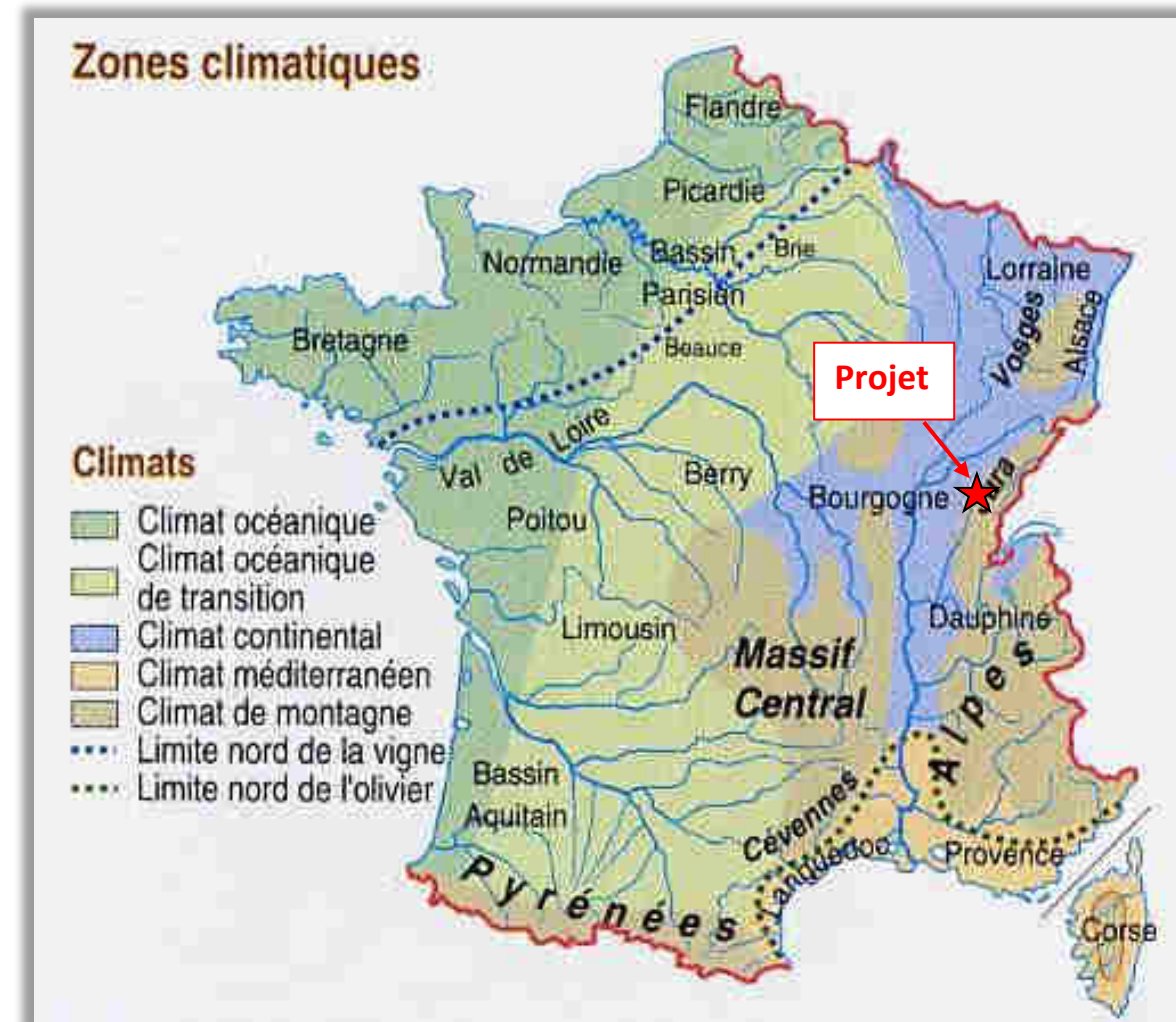 Zones climatiques
Flandre
Picardie
Normandie
Bassin
Parisien
Brie
Lorraine
Vosges
Alsace
Bretagne
Beauce
Projet
Val de Loire
Berry
Bourgogne
Jura
Poitou
Climats
Climat océanique
Climat océanique
de transition
Climat continental
Climat méditerranéen
Climat de montagne
Limite nord de la vigne
Limite nord de l'olivier
Limousin
Massif
Central
Dauphiné
Alpes
Bassin
Aquitain
Cévennes
Languedoc
Provence
Pyrénées
Corse